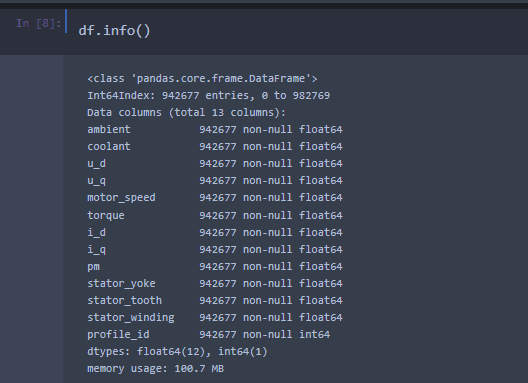 In [8]:
df.info()
<class 'pandas.core.frame.DataFrame'>
Int64Index: 942677 entries, 0 to 982769
Data columns (total 13 columns):
ambient 942677 non-null float64
coolant 942677 non-null float64
u_d 942677 non-null float64
u_q 942677 non-null float64
motor_speed 942677 non-null float64
torque 942677 non-null float64
i_d 942677 non-null float64
i_q 942677 non-null float64
pm 942677 non-null float64
stator_yoke 942677 non-null float64
stator_tooth 942677 non-null float64
stator_winding 942677 non-null float64
profile_id 942677 non-null int64
dtypes: float64(12), int64(1)
memory usage: 100.7 MB